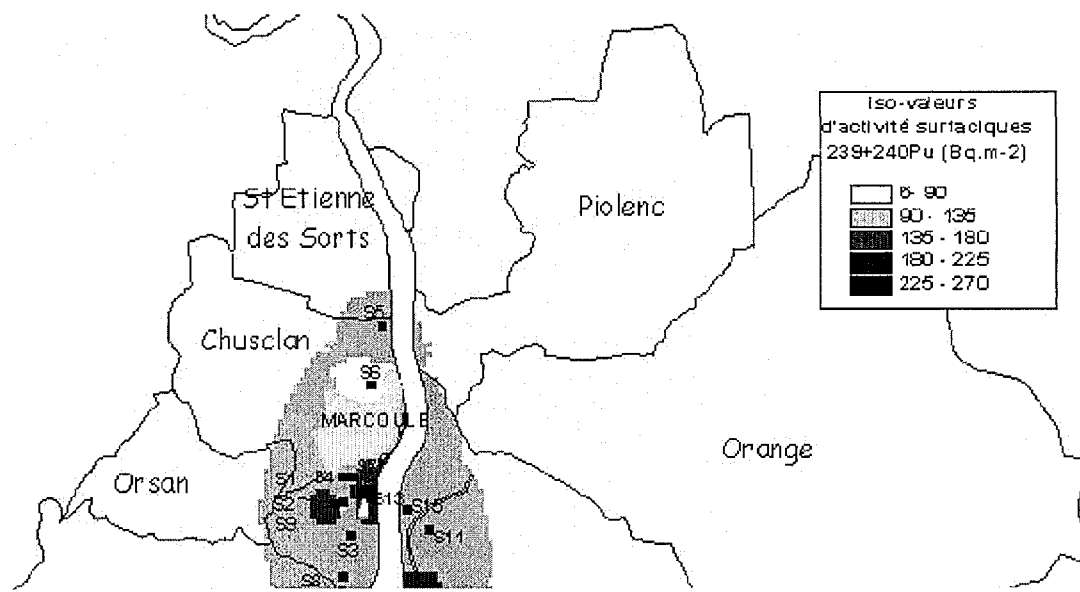 Iso-valeurs
d'activité surfaciques
239+240Pu (Bq.m-2)
6- 90
90 - 135
135 - 180
180 - 225
225 - 270
St Etienne
des Sorts
Piolenc
Chusclan
S5
S6
MARCOULE
Orange
Orsan
S1
S4
S2
S13
S15
S11
S3